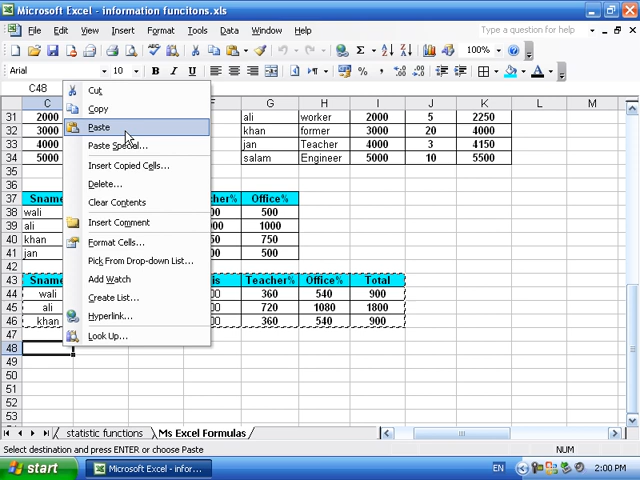 Microsoft Excel - information funcitons.xls
File Edit View Insert Format Tools Data Window Help Type a question for help
100%
Arial 10 B I U
C48
C F G H I J K L M
31 2000 ali worker 2000 5 2250
32 3000 khan former 3000 20 4000
33 4000 jan Teacher 4000 3 4150
34 5000 salam Engineer 5000 10 5500
35
36
37 Sname Office%
38 wali 500
39 ali 1000
40 khan 750
41 jan 500
42
43 Sname Teacher% Office% Total
44 wali 360 540 900
45 ali 720 1080 1800
46 khan 360 540 900
47
48
49
50
51
52
53
Cut
Copy
Paste
Paste Special...
Insert Copied Cells...
Delete...
Clear Contents
Insert Comment
Format Cells...
Pick From Drop-down List...
Add Watch
Create List...
Hyperlink...
Look Up...
statistic functions Ms Excel Formulas
Select destination and press ENTER or choose Paste NUM
start Microsoft Excel - infor... EN 2:00 PM